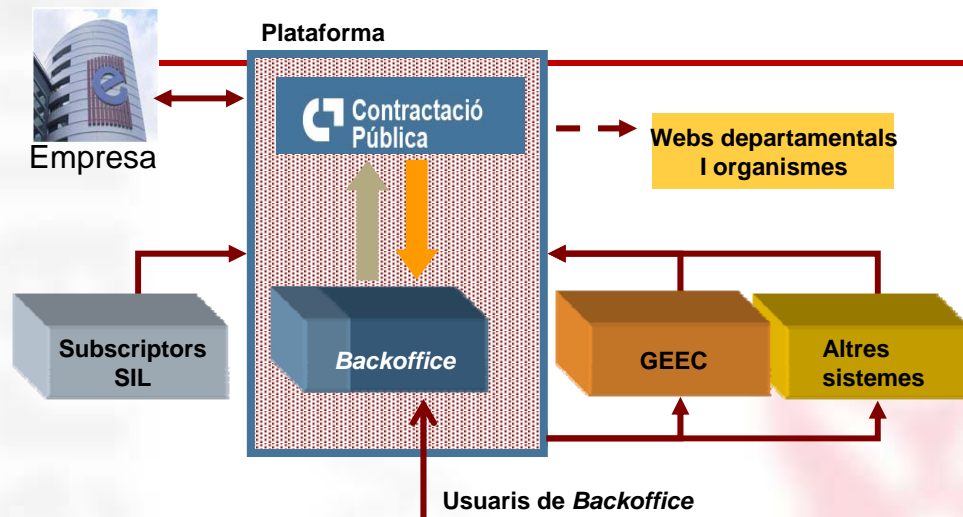 Plataforma
Contractació
Pública
Empresa
Webs departamentals
I organismes
Subscriptors
SIL
Backoffice
GEEC
Altres
sistemes
Usuaris de Backoffice